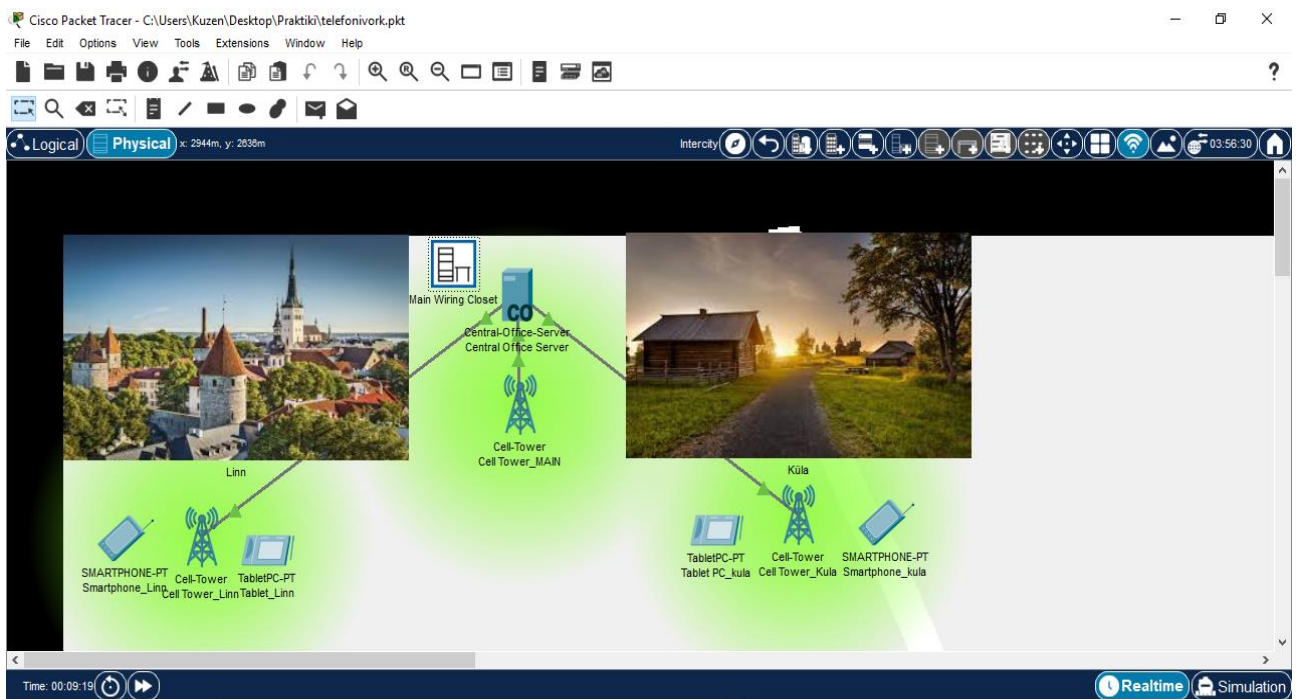 Cisco Packet Tracer - C:\Users\Kuzen\Desktop\Praktiki\telefonivork.pkt
File Edit Options View Tools Extensions Window Help
Logical Physical x: 2944m, y: 2636m Intercity 03:56:30
Main Wiring Closet
CO
Central-Office-Server
Central Office Server
Cell-Tower
Cell Tower_MAIN
Linn
Küla
SMARTPHONE-PT
Smartphone_Linn
Cell-Tower
Cell Tower_Linn
TabletPC-PT
Tablet_Linn
TabletPC-PT
Tablet PC_kula
Cell-Tower
Cell Tower_Kula
SMARTPHONE-PT
Smartphone_kula
Time: 00:09:19 Realtime Simulation